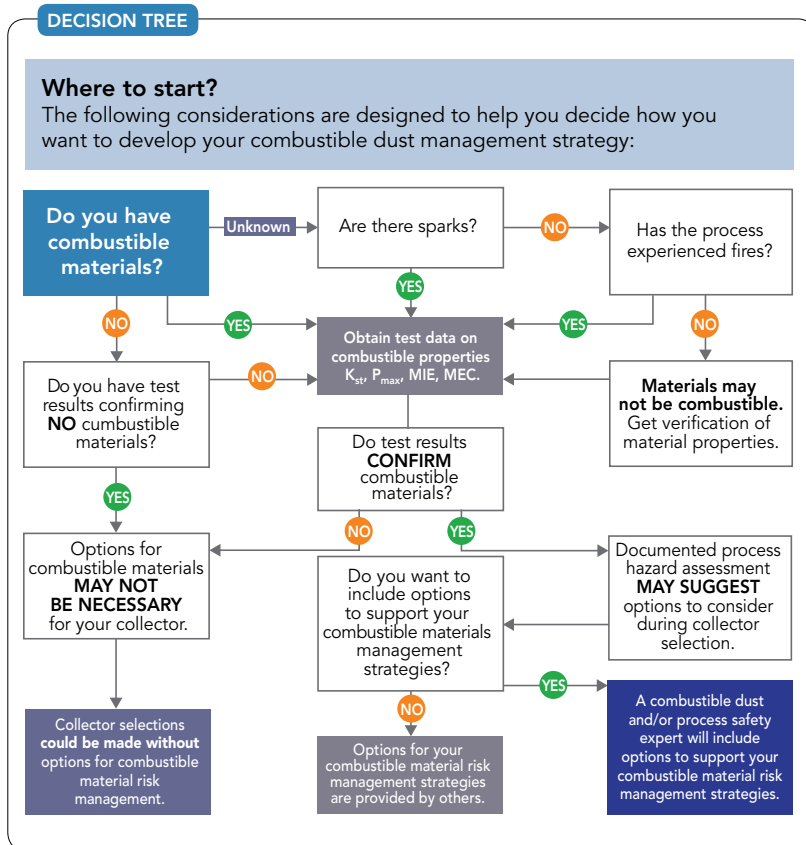 DECISION TREE
Where to start?
The following considerations are designed to help you decide how you
want to develop your combustible dust management strategy:
Do you have
combustible
materials?
Unknown
Are there sparks?
NO
Has the process
experienced fires?
NO
YES
YES
YES
NO
Obtain test data on
combustible properties
Kst, Pmax, MIE, MEC.
Do you have test
results confirming
NO cumbustible
materials?
NO
Materials may
not be combustible.
Get verification of
material properties.
Do test results
CONFIRM
combustible
materials?
YES
NO
YES
Options for
combustible materials
MAY NOT
BE NECESSARY
for your collector.
Do you want to
include options
to support your
combustible materials
management
strategies?
Documented process
hazard assessment
MAY SUGGEST
options to consider
during collector
selection.
YES
NO
Collector selections
could be made without
options for combustible
material risk
management.
Options for your
combustible material risk
management strategies
are provided by others.
A combustible dust
and/or process safety
expert will include
options to support your
combustible material risk
management strategies.